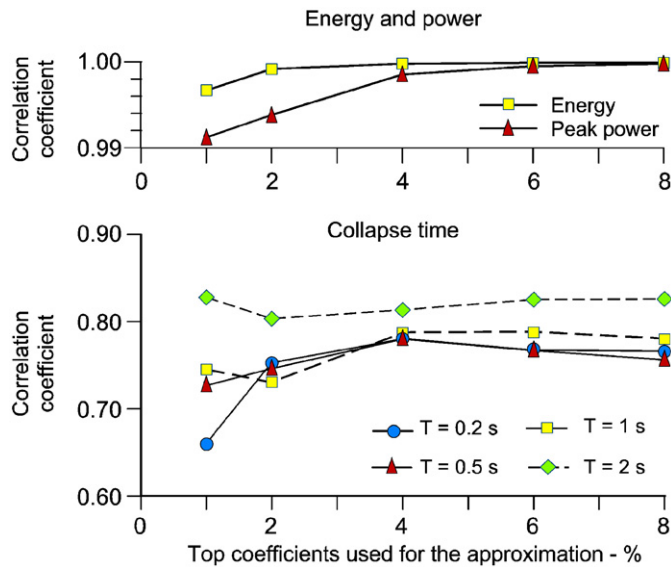 Energy and power
1.00
0.99
Correlation
coefficient
Energy
Peak power
0 2 4 6 8
Collapse time
0.90
0.80
0.70
0.60
Correlation
coefficient
T = 0.2 s T = 1 s
T = 0.5 s T = 2 s
0 2 4 6 8
Top coefficients used for the approximation - %